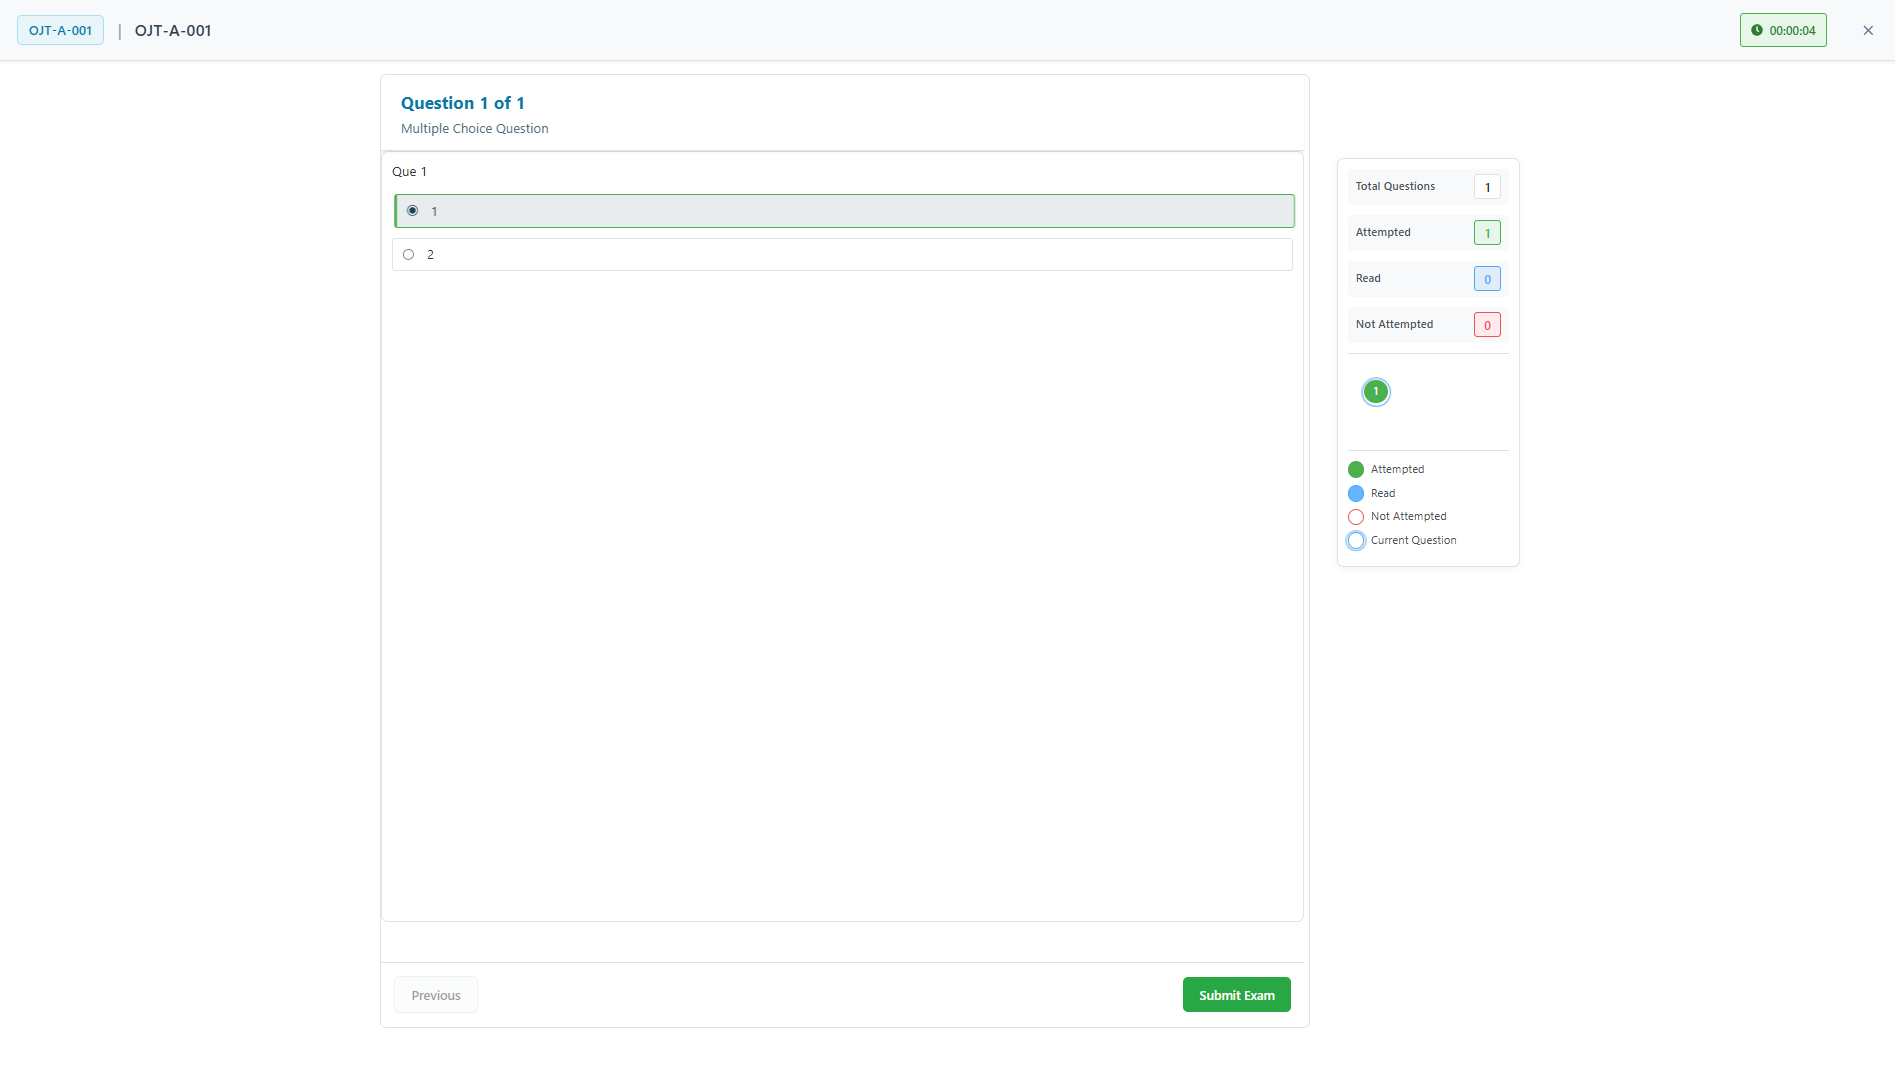 OJT-A-001 | OJT-A-001
00:00:04
Question 1 of 1
Multiple Choice Question
Que 1
1
2
Total Questions 1
Attempted 1
Read 0
Not Attempted 0
1
Attempted
Read
Not Attempted
Current Question
Previous
Submit Exam